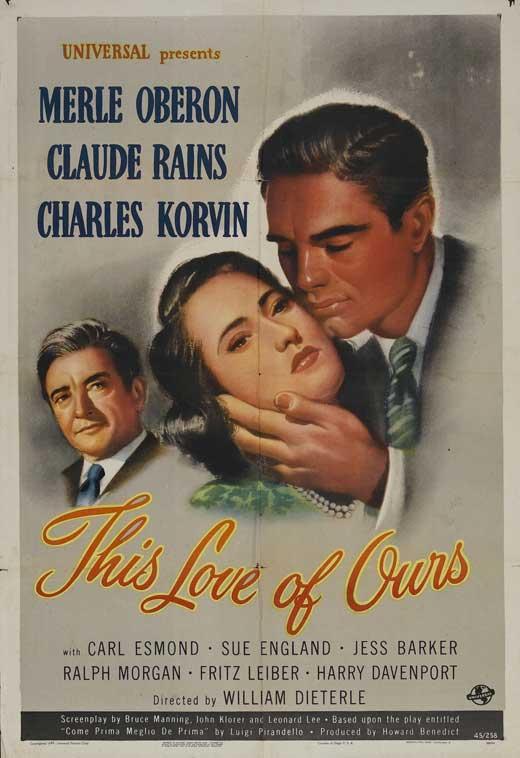 UNIVERSAL presents
MERLE OBERON
CLAUDE RAINS
CHARLES KORVIN
This Love of Ours
with CARL ESMOND · SUE ENGLAND · JESS BARKER
RALPH MORGAN · FRITZ LEIBER · HARRY DAVENPORT
Directed by WILLIAM DIETERLE
Screenplay by Bruce Manning, John Klorer and Leonard Lee · Based upon the play entitled
"Come Prima Meglio De Prima" by Luigi Pirandello · Produced by Howard Benedict
45/258
Country of Origin U. S. A.